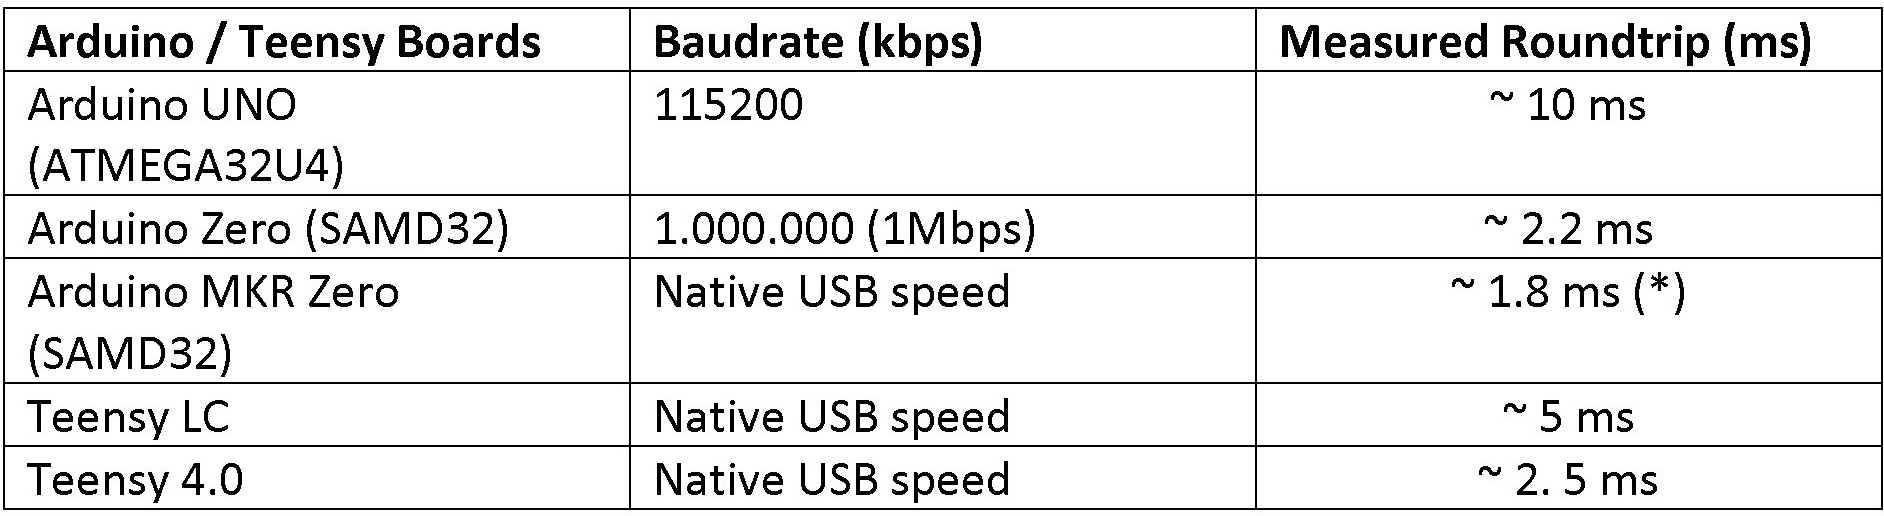 Arduino / Teensy Boards Baudrate (kbps) Measured Roundtrip (ms)
Arduino UNO 115200 ~ 10 ms
(ATMEGA32U4)
Arduino Zero (SAMD32) 1.000.000 (1Mbps) ~ 2.2 ms
Arduino MKR Zero Native USB speed ~ 1.8 ms (*)
(SAMD32)
Teensy LC Native USB speed ~ 5 ms
Teensy 4.0 Native USB speed ~ 2. 5 ms